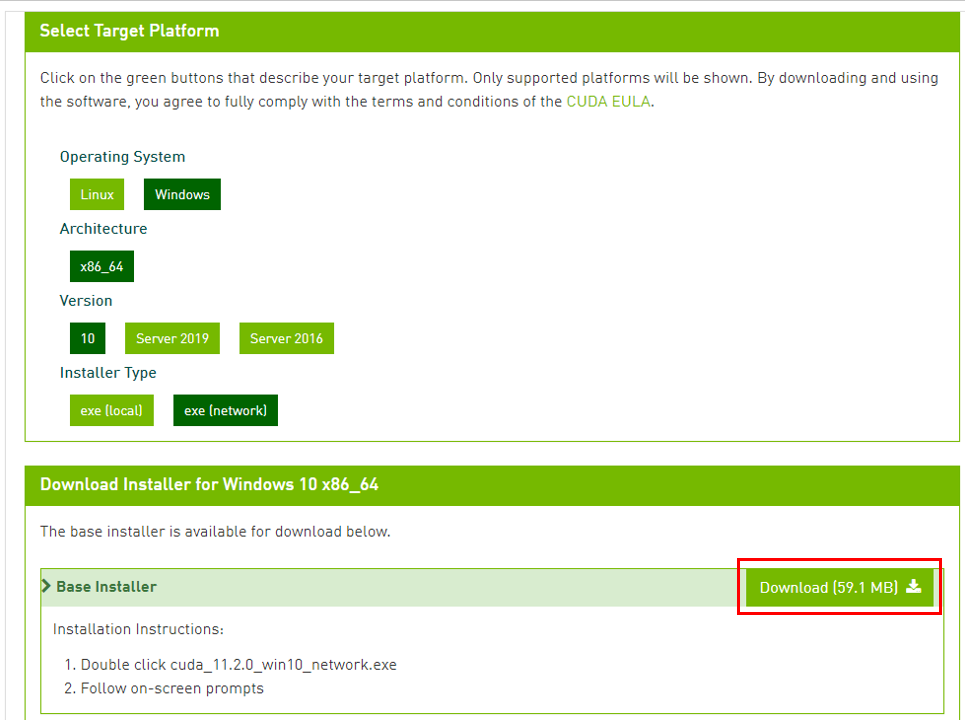 Select Target Platform
Click on the green buttons that describe your target platform. Only supported platforms will be shown. By downloading and using
the software, you agree to fully comply with the terms and conditions of the CUDA EULA.
Operating System
Linux Windows
Architecture
x86_64
Version
10 Server 2019 Server 2016
Installer Type
exe (local) exe (network)
Download Installer for Windows 10 x86_64
The base installer is available for download below.
Base Installer Download (59.1 MB)
Installation Instructions:
1. Double click cuda_11.2.0_win10_network.exe
2. Follow on-screen prompts